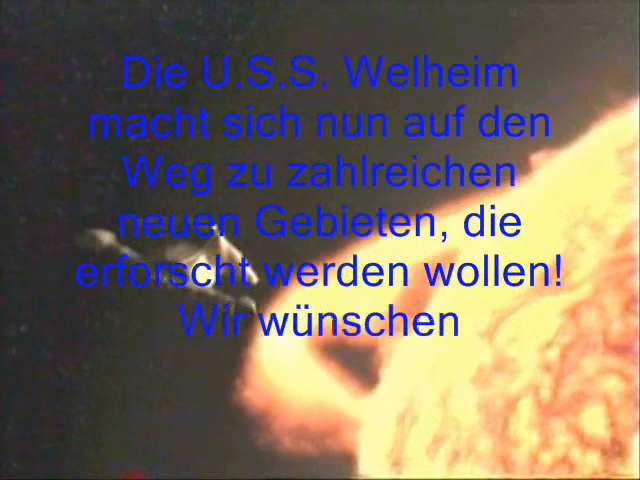 Die U.S.S. Welheim
macht sich nun auf den
Weg zu zahlreichen
neuen Gebieten, die
erforscht werden wollen!
Wir wünschen